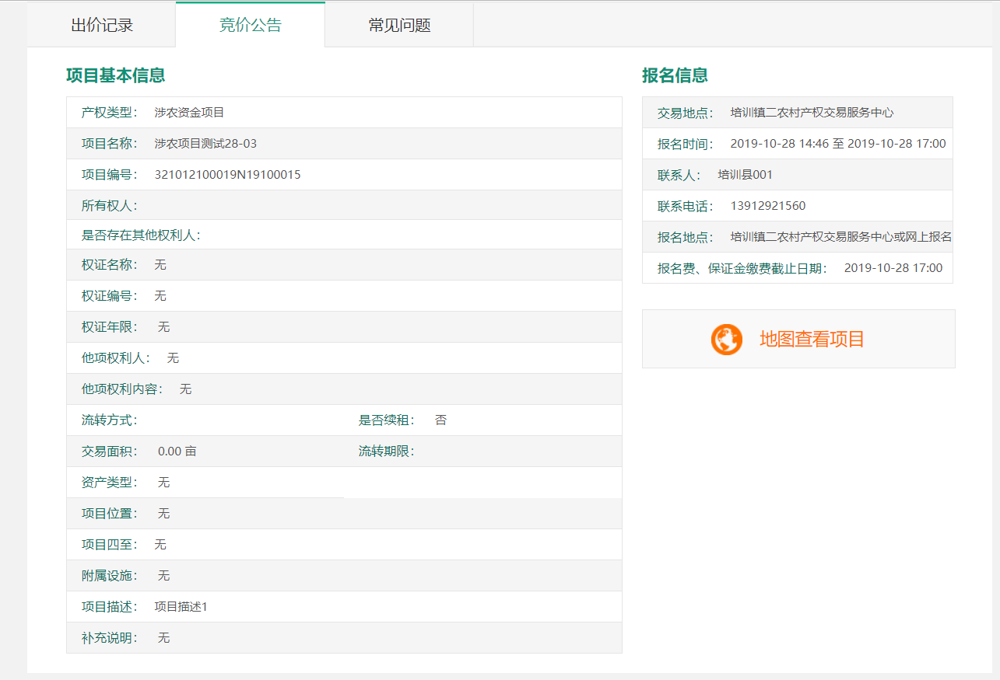 出价记录 竞价公告 常见问题
项目基本信息
产权类型： 涉农资金项目
项目名称： 涉农项目测试28-03
项目编号： 321012100019N19100015
所有权人：
是否存在其他权利人：
权证名称： 无
权证编号： 无
权证年限： 无
他项权利人： 无
他项权利内容： 无
流转方式： 是否续租： 否
交易面积： 0.00 亩 流转期限：
资产类型： 无
项目位置： 无
项目四至： 无
附属设施： 无
项目描述： 项目描述1
补充说明： 无
报名信息
交易地点： 培训镇二农村产权交易服务中心
报名时间： 2019-10-28 14:46 至 2019-10-28 17:00
联系人： 培训县001
联系电话： 13912921560
报名地点： 培训镇二农村产权交易服务中心或网上报名
报名费、保证金缴费截止日期： 2019-10-28 17:00
地图查看项目